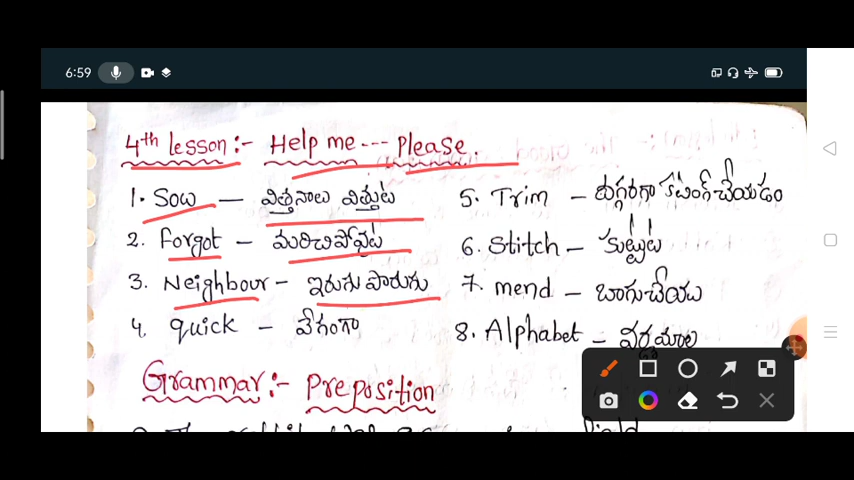 6:59
4th lesson:- Help me --- Please.
1. Sow — విత్తనాలు విత్తుట
2. Forgot — మరిచిపోవుట
3. Neighbour — ఇరుగు పొరుగు
4. quick — వేగంగా
5. Trim — దగ్గరగా కటింగ్ చేయడం
6. Stitch — కుట్టుట
7. mend — బాగుచేయు
8. Alphabet — వర్ణమాల
Grammar:- Preposition